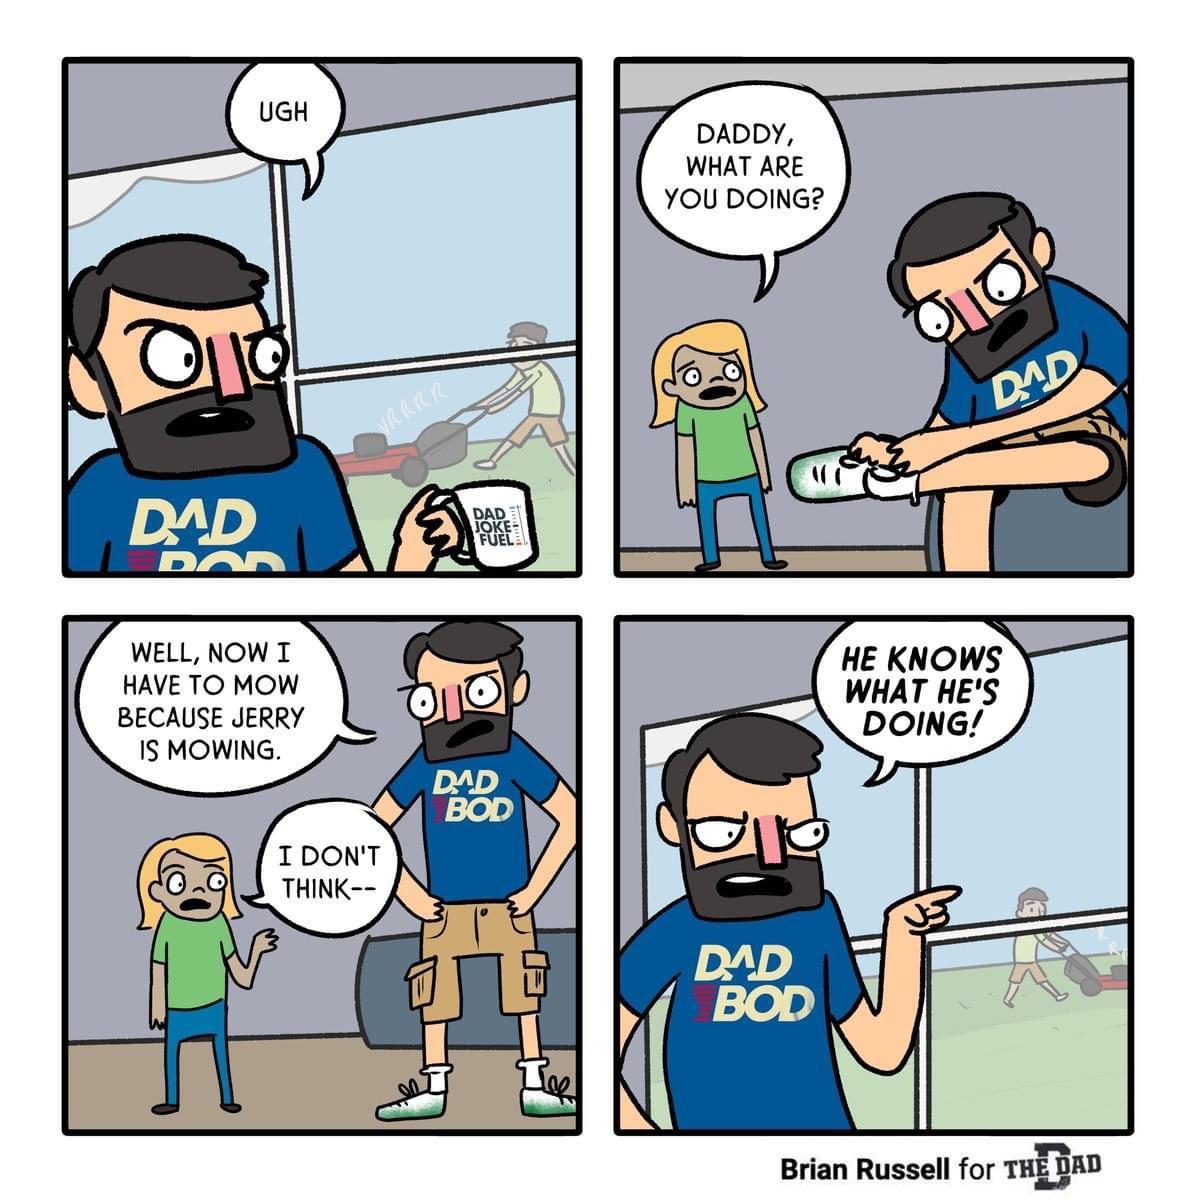 UGH
VRRRR
DAD
BOD
DAD
JOKE
FUEL
DADDY,
WHAT ARE
YOU DOING?
DAD
WELL, NOW I
HAVE TO MOW
BECAUSE JERRY
IS MOWING.
I DON'T
THINK--
DAD
BOD
HE KNOWS
WHAT HE'S
DOING!
DAD
BOD
Brian Russell for THE DAD